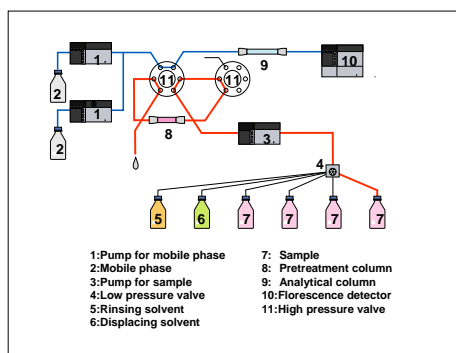 1
11
11
9
10
2
1
8
3
2
4
5
6
7
7
7
7
1:Pump for mobile phase
2:Mobile phase
3:Pump for sample
4:Low pressure valve
5:Rinsing solvent
6:Displacing solvent
7: Sample
8: Pretreatment column
9: Analytical column
10:Florescence detector
11:High pressure valve